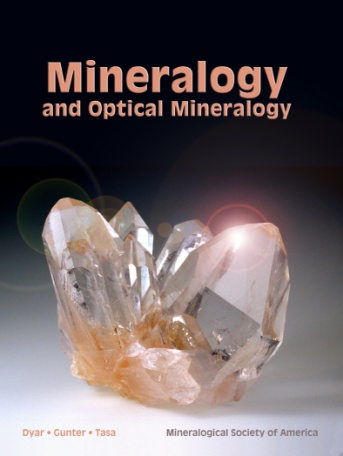 Mineralogy
and Optical Mineralogy
Dyar • Gunter • Tasa Mineralogical Society of America